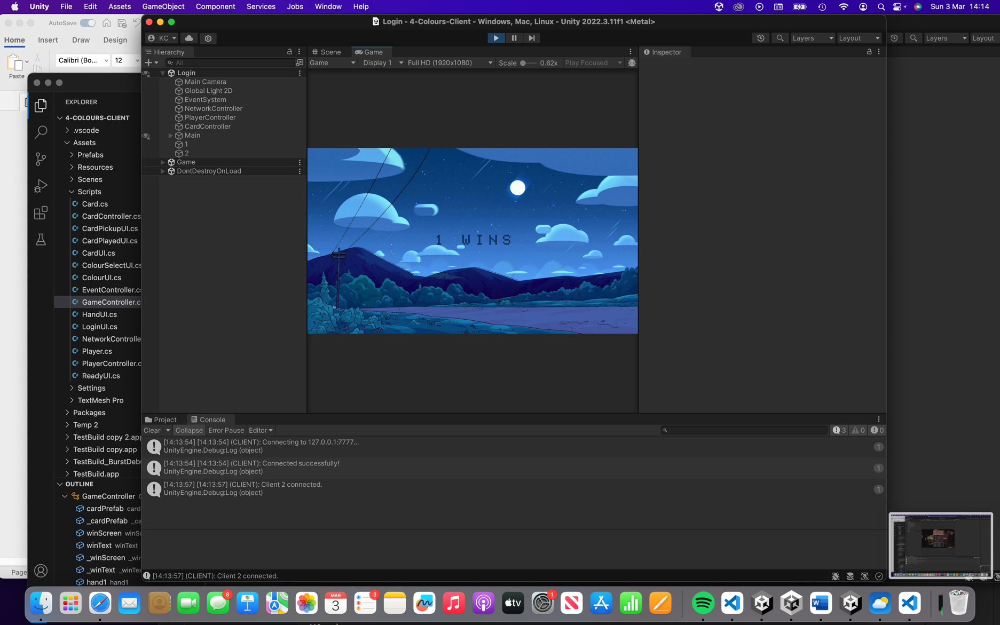 Unity File Edit Assets GameObject Component Services Jobs Window Help
Sun 3 Mar 14:14
AutoSave
Home Insert Draw Design
Calibri (Bo... 12
Paste
Login - 4-Colours-Client - Windows, Mac, Linux - Unity 2022.3.11f1 <Metal>
KC
Layers Layout
Layers Layout
Hierarchy
All
Login
Main Camera
Global Light 2D
EventSystem
NetworkController
PlayerController
CardController
Main
1
2
Game
DontDestroyOnLoad
Scene Game
Game Display 1 Full HD (1920x1080) Scale 0.62x Play Focused
Inspector
1 WINS
EXPLORER
4-COLOURS-CLIENT
.vscode
Assets
Prefabs
Resources
Scenes
Scripts
Card.cs
CardController.cs
CardPickupUI.cs
CardPlayedUI.cs
CardUI.cs
ColourSelectUI.cs
ColourUI.cs
EventController.cs
GameController.c
HandUI.cs
LoginUI.cs
NetworkControlle
Player.cs
PlayerController.c
ReadyUI.cs
Settings
TextMesh Pro
Packages
Temp 2
TestBuild copy 2.app
TestBuild copy.app
TestBuild_BurstDebu
TestBuild.app
OUTLINE
GameController
cardPrefab card
_cardPrefab _ca
winScreen winS
winText winText
_winScreen _win
_winText _winTex
hand1 hand1
Page
Project Console
Clear Collapse Error Pause Editor
3 0 0
[14:13:54] [14:13:54] (CLIENT): Connecting to 127.0.0.1:7777...
UnityEngine.Debug:Log (object)
1
[14:13:54] [14:13:54] (CLIENT): Connected successfully!
UnityEngine.Debug:Log (object)
1
[14:13:57] [14:13:57] (CLIENT): Client 2 connected.
UnityEngine.Debug:Log (object)
1
[14:13:57] (CLIENT): Client 2 connected.
8
MAR
3
3
tv
1
W